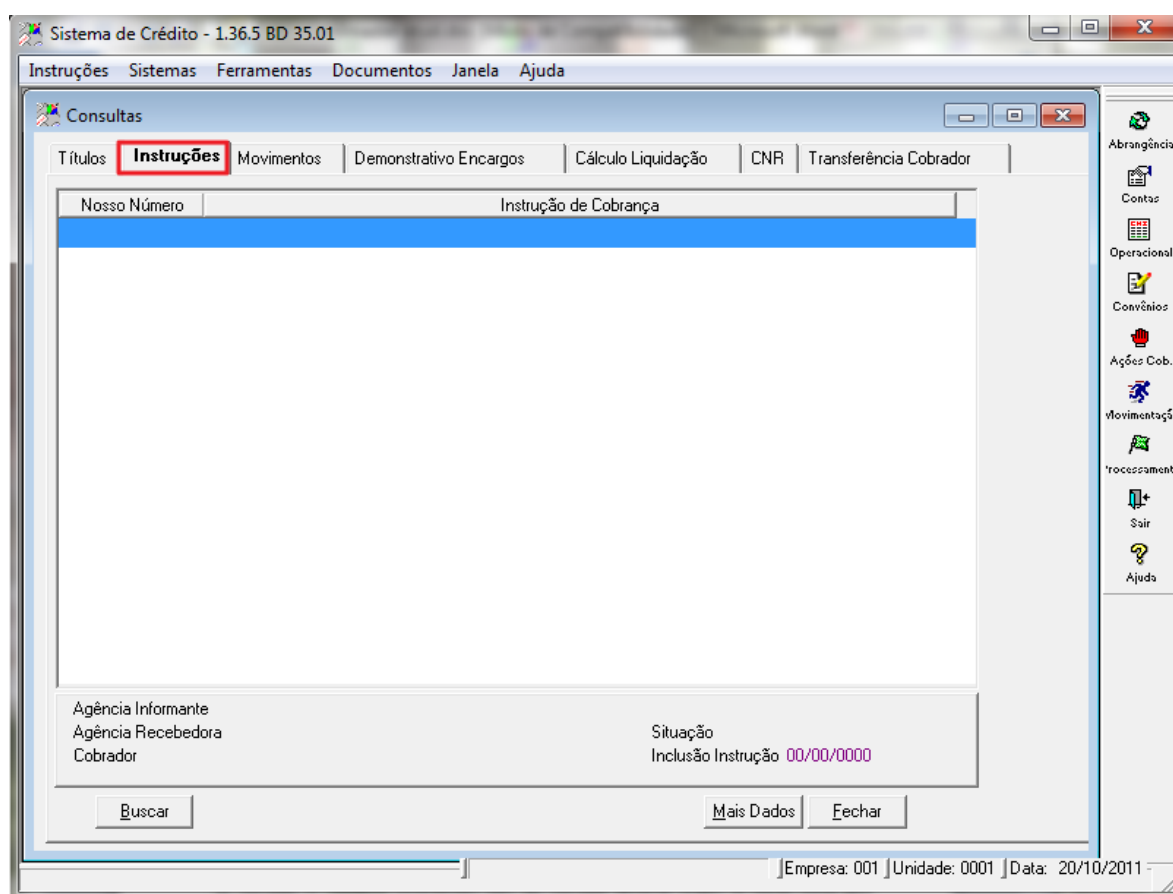 Sistema de Crédito - 1.36.5 BD 35.01
Instruções Sistemas Ferramentas Documentos Janela Ajuda
Consultas
Títulos Instruções Movimentos Demonstrativo Encargos Cálculo Liquidação CNR Transferência Cobrador
Nosso Número Instrução de Cobrança
Agência Informante
Agência Recebedora Situação
Cobrador Inclusão Instrução 00/00/0000
Buscar Mais Dados Fechar
Abrangência
Contas
Operacional
Convênios
Ações Cob.
Movimentaçã
rocessament
Sair
Ajuda
Empresa: 001 Unidade: 0001 Data: 20/10/2011